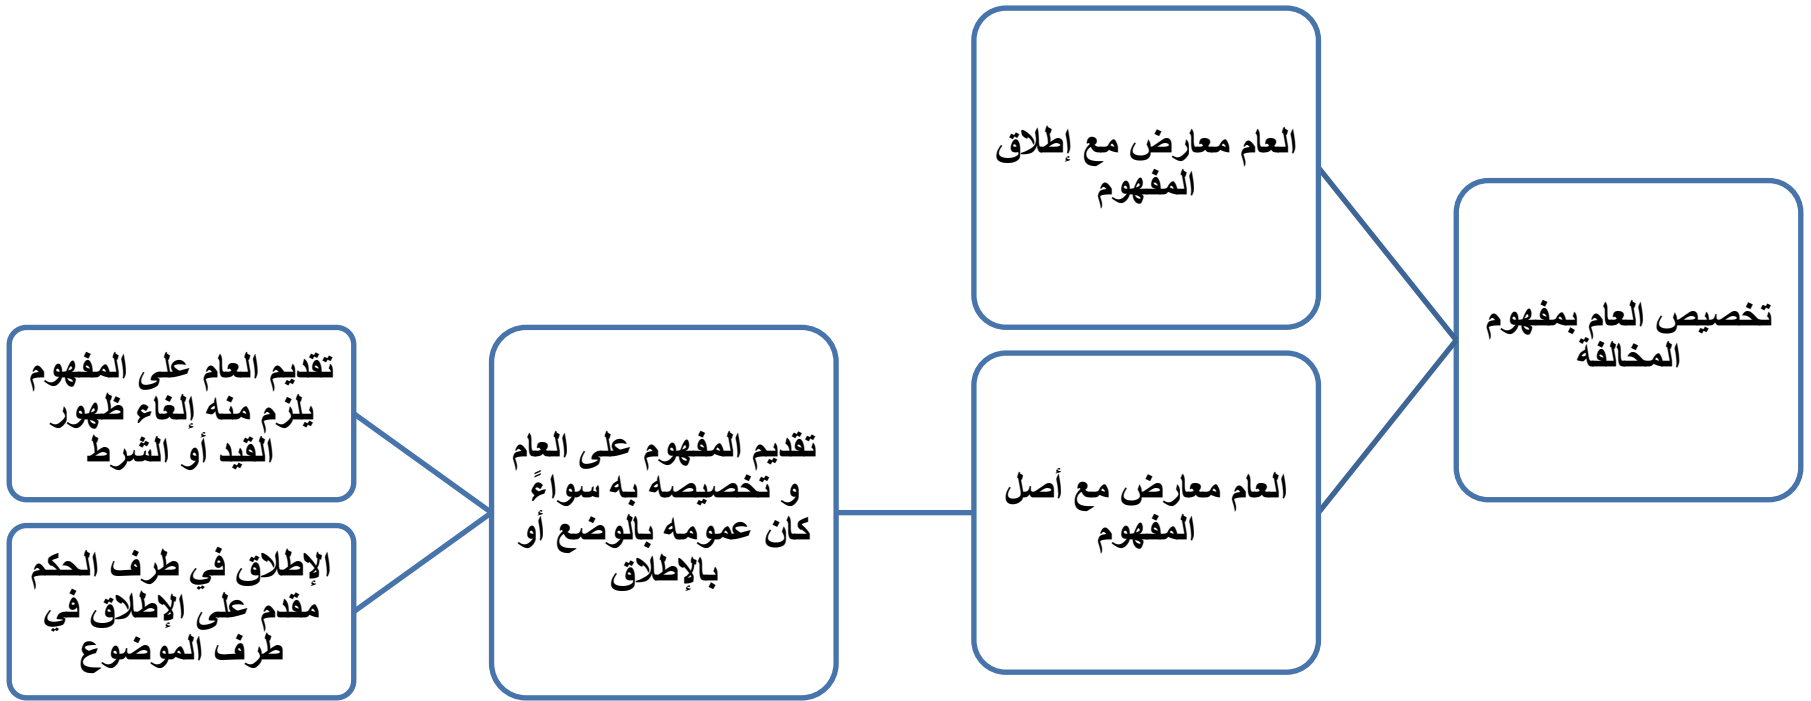 تخصيص العام بمفهوم
المخالفة
العام معارض مع إطلاق
المفهوم
العام معارض مع أصل
المفهوم
تقديم المفهوم على العام
و تخصيصه به سواءً
كان عمومه بالوضع أو
بالإطلاق
تقديم العام على المفهوم
يلزم منه إلغاء ظهور
القيد أو الشرط
الإطلاق في طرف الحكم
مقدم على الإطلاق في
طرف الموضوع